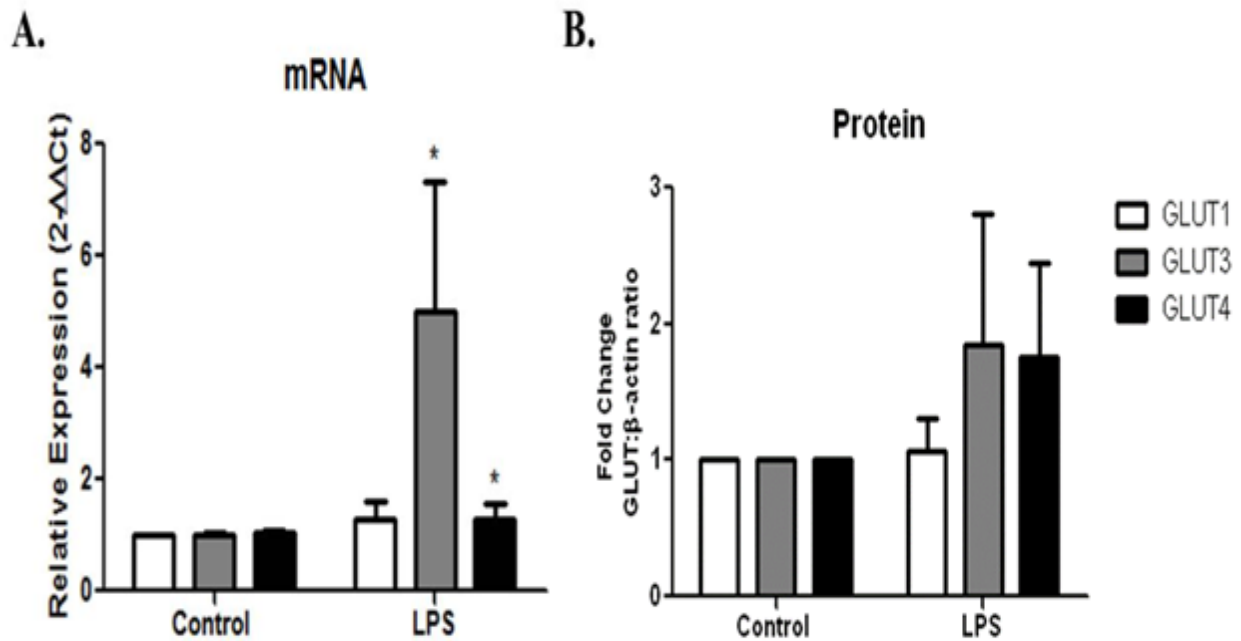 A.
mRNA
Relative Expression (2-ΔΔCt)
8
6
4
2
0
*
*
Control
LPS
B.
Protein
Fold Change
GLUT:β-actin ratio
3
2
1
0
Control
LPS
GLUT1
GLUT3
GLUT4